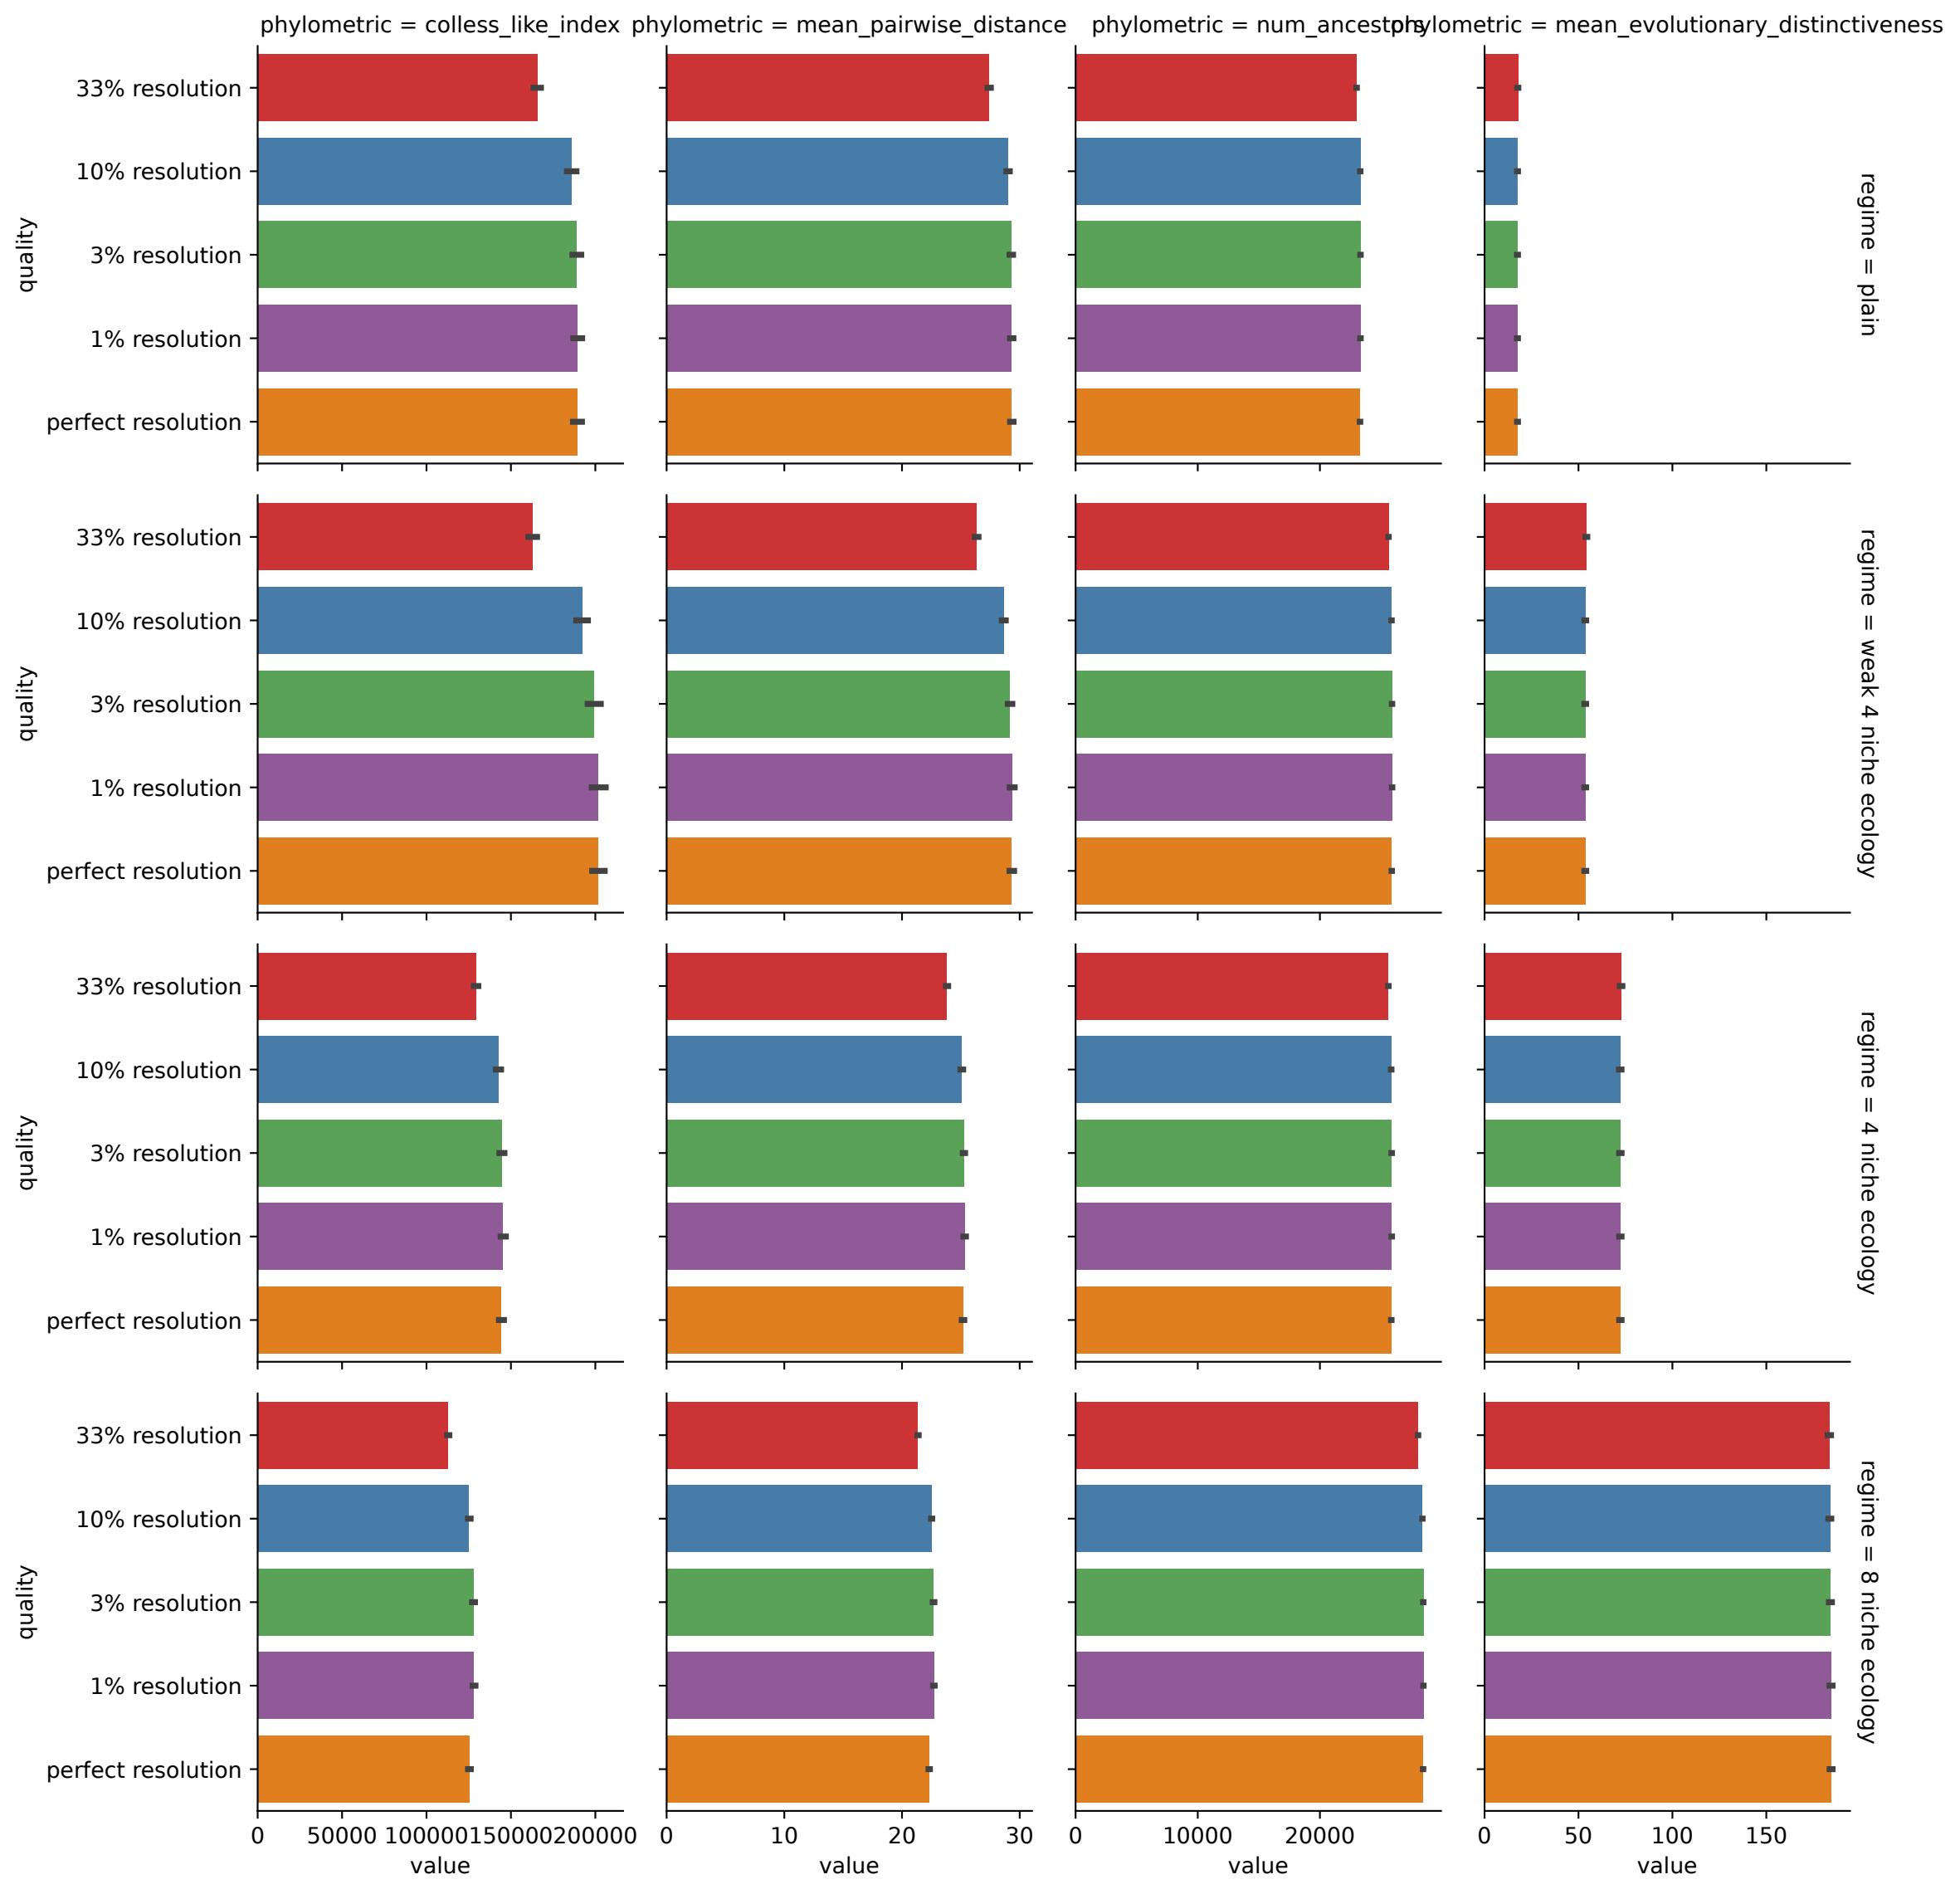 phylometric = colless_like_index
phylometric = mean_pairwise_distance
phylometric = num_ancestors
phylometric = mean_evolutionary_distinctiveness
quality
33% resolution
10% resolution
3% resolution
1% resolution
perfect resolution
regime = plain
quality
33% resolution
10% resolution
3% resolution
1% resolution
perfect resolution
regime = weak 4 niche ecology
quality
33% resolution
10% resolution
3% resolution
1% resolution
perfect resolution
regime = 4 niche ecology
quality
33% resolution
10% resolution
3% resolution
1% resolution
perfect resolution
regime = 8 niche ecology
0 50000 100000 150000 200000
value
0 10 20 30
value
0 10000 20000
value
0 50 100 150
value